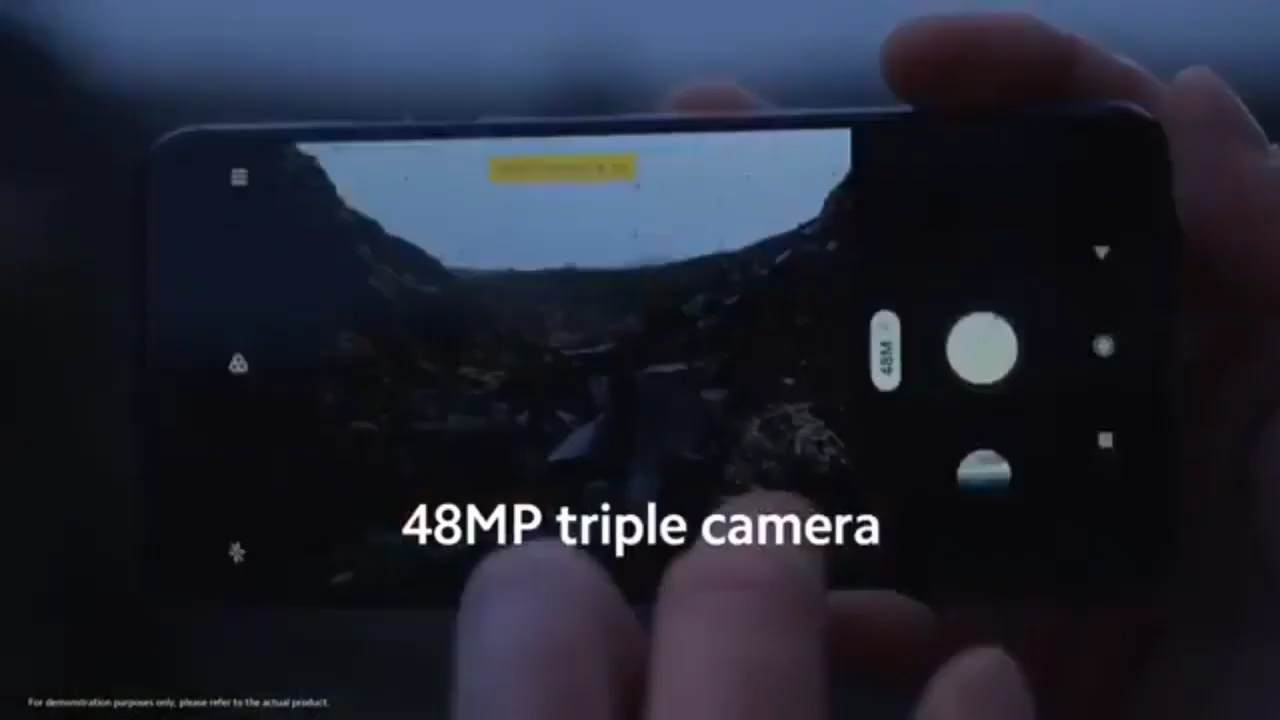 48M
48MP triple camera
For demonstration purposes only, please refer to the actual product.